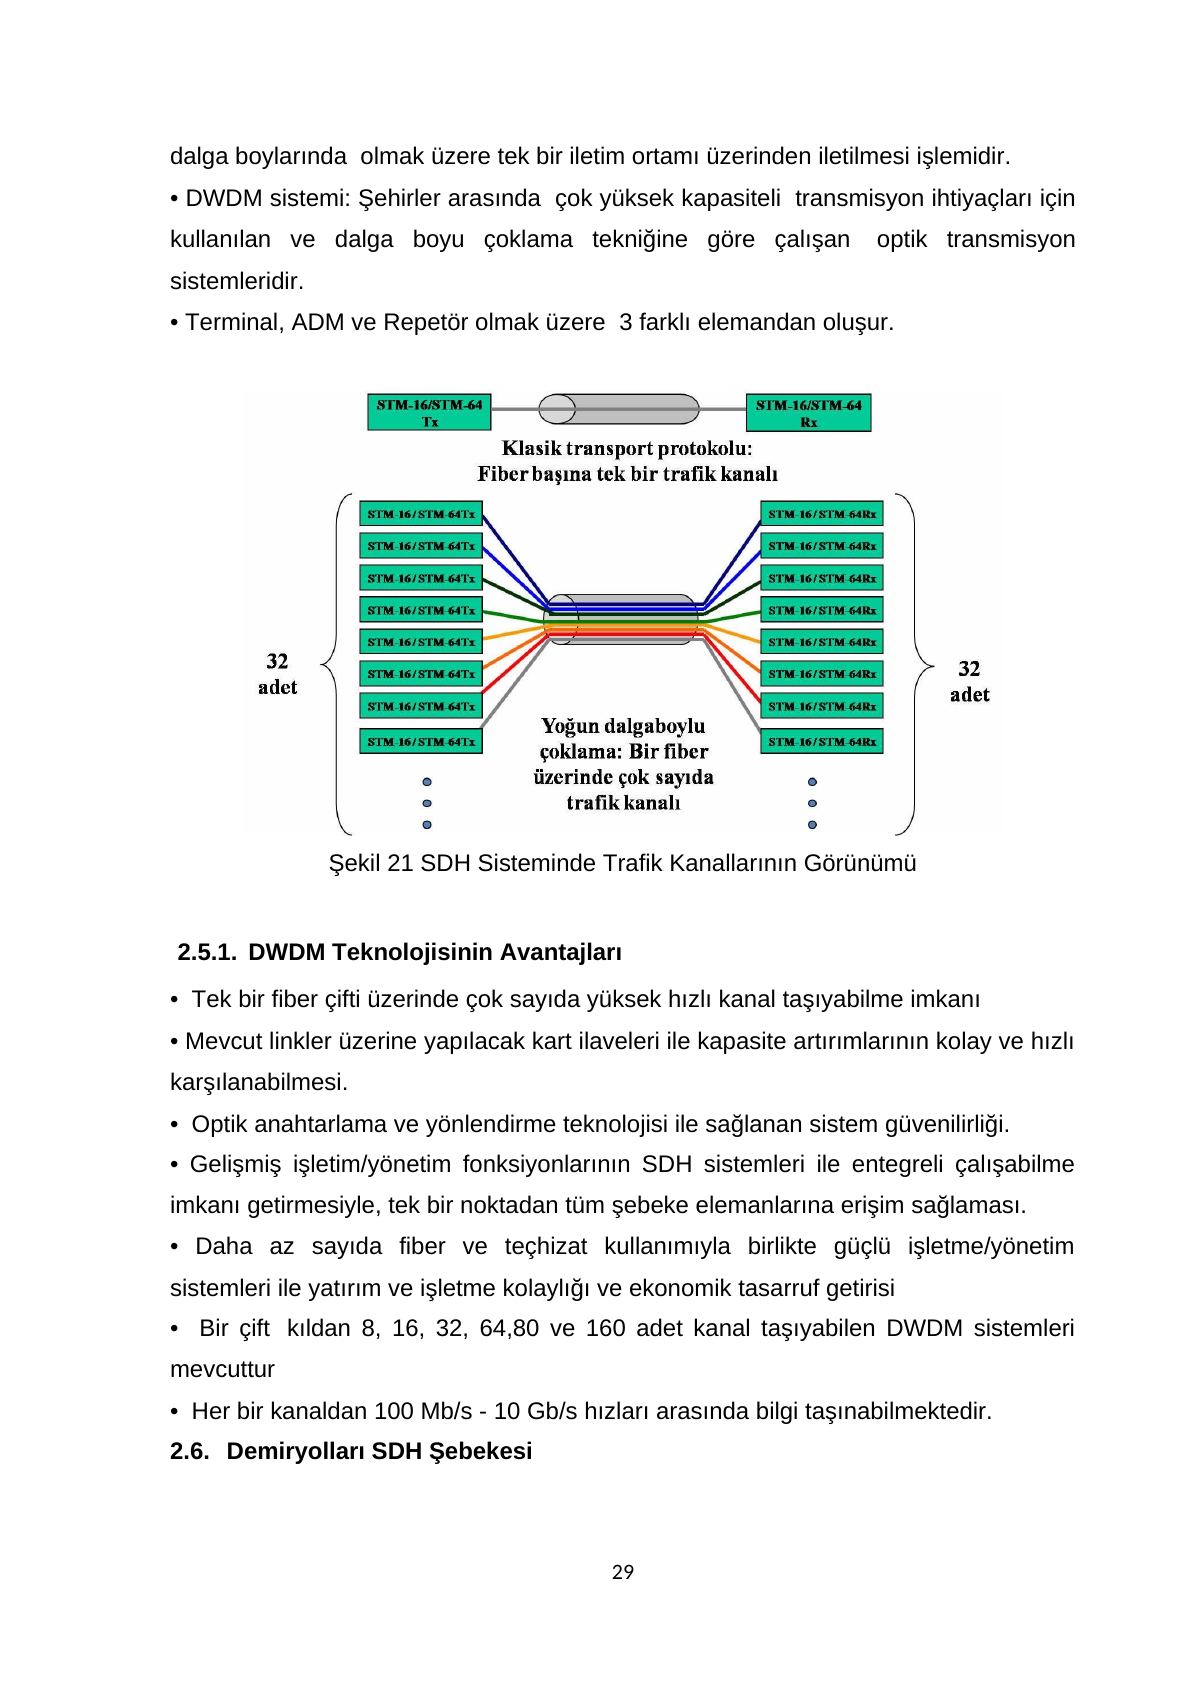 dalga boylarında olmak üzere tek bir iletim ortamı üzerinden iletilmesi işlemidir.
• DWDM sistemi: Şehirler arasında çok yüksek kapasiteli transmisyon ihtiyaçları için
kullanılan ve dalga boyu çoklama tekniğine göre çalışan optik transmisyon
sistemleridir.
• Terminal, ADM ve Repetör olmak üzere 3 farklı elemandan oluşur.
STM-16/STM-64
Tx
STM-16/STM-64
Rx
Klasik transport protokolu:
Fiber başına tek bir trafik kanalı
STM-16/STM-64Tx
STM-16/STM-64Rx
STM-16/STM-64Tx
STM-16/STM-64Rx
STM-16/STM-64Tx
STM-16/STM-64Rx
STM-16/STM-64Tx
STM-16/STM-64Rx
STM-16/STM-64Tx
STM-16/STM-64Rx
STM-16/STM-64Tx
STM-16/STM-64Rx
STM-16/STM-64Tx
STM-16/STM-64Rx
STM-16/STM-64Tx
STM-16/STM-64Rx
32
adet
32
adet
Yoğun dalgaboylu
çoklama: Bir fiber
üzerinde çok sayıda
trafik kanalı
Şekil 21 SDH Sisteminde Trafik Kanallarının Görünümü
2.5.1. DWDM Teknolojisinin Avantajları
• Tek bir fiber çifti üzerinde çok sayıda yüksek hızlı kanal taşıyabilme imkanı
• Mevcut linkler üzerine yapılacak kart ilaveleri ile kapasite artırımlarının kolay ve hızlı
karşılanabilmesi.
• Optik anahtarlama ve yönlendirme teknolojisi ile sağlanan sistem güvenilirliği.
• Gelişmiş işletim/yönetim fonksiyonlarının SDH sistemleri ile entegreli çalışabilme
imkanı getirmesiyle, tek bir noktadan tüm şebeke elemanlarına erişim sağlaması.
• Daha az sayıda fiber ve teçhizat kullanımıyla birlikte güçlü işletme/yönetim
sistemleri ile yatırım ve işletme kolaylığı ve ekonomik tasarruf getirisi
• Bir çift kıldan 8, 16, 32, 64,80 ve 160 adet kanal taşıyabilen DWDM sistemleri
mevcuttur
• Her bir kanaldan 100 Mb/s - 10 Gb/s hızları arasında bilgi taşınabilmektedir.
2.6. Demiryolları SDH Şebekesi
29